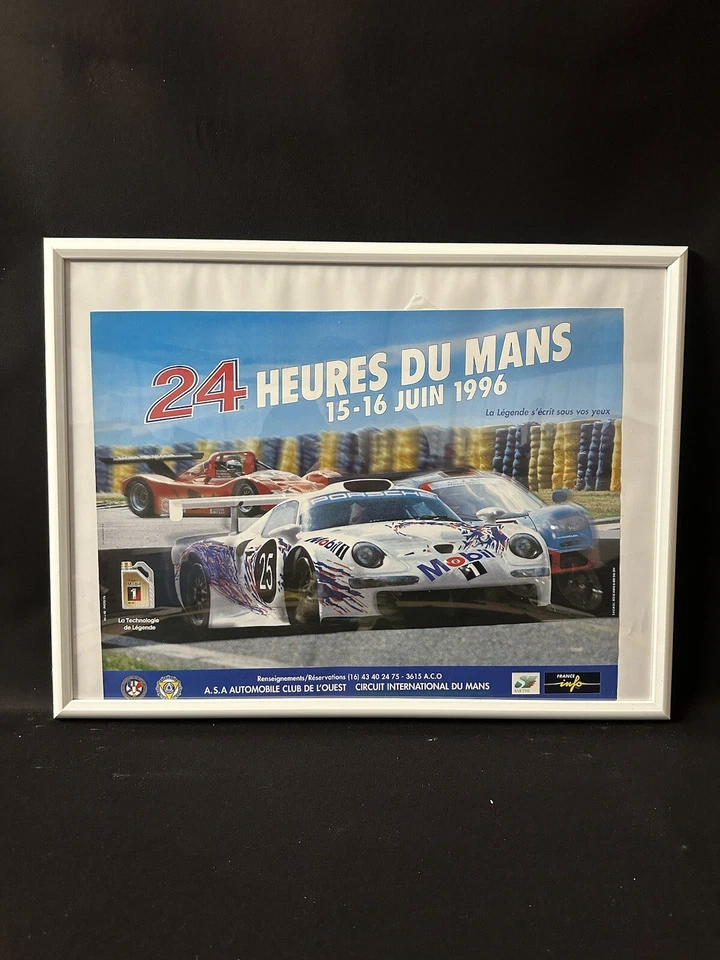 24 HEURES DU MANS
15-16 JUIN 1996
La Légende s'écrit sous vos yeux
PORSCHE
Mobil 1
Mobil 1
25
Mobil
1
La Technologie
de Légende
Renseignements/Réservations (16) 43 40 24 75 - 3615 A.C.O
A.S.A AUTOMOBILE CLUB DE L'OUEST CIRCUIT INTERNATIONAL DU MANS
SARTHE
FRANCE
info